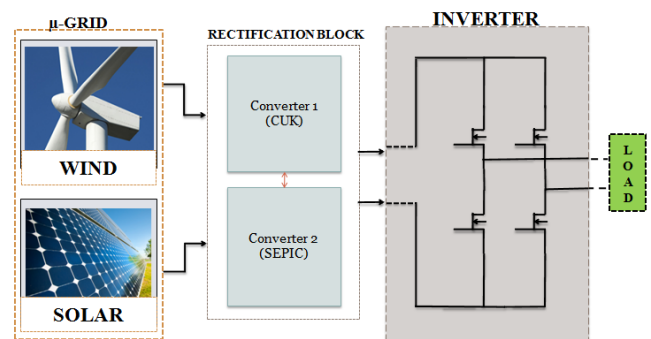 μ-GRID
WIND
SOLAR
RECTIFICATION BLOCK
Converter 1
(CUK)
Converter 2
(SEPIC)
INVERTER
L
O
A
D